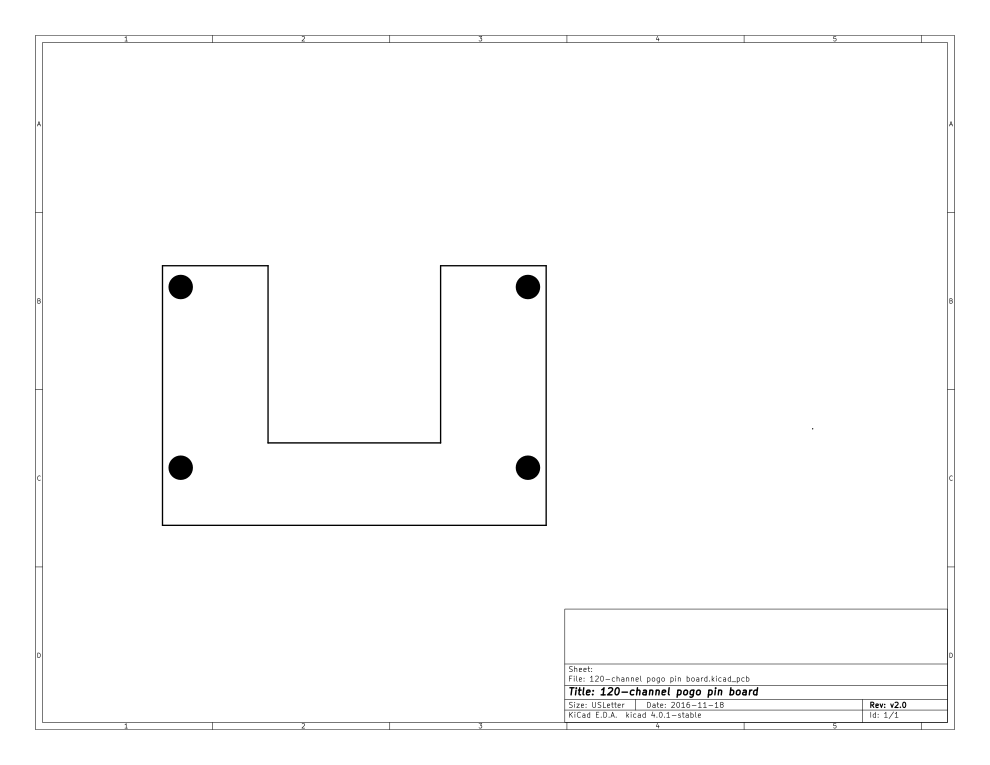 1 2 3 4 5
A A
B B
C C
D D
Sheet:
File: 120-channel pogo pin board.kicad_pcb
Title: 120-channel pogo pin board
Size: USLetter Date: 2016-11-18 Rev: v2.0
KiCad E.D.A. kicad 4.0.1-stable Id: 1/1
1 2 3 4 5